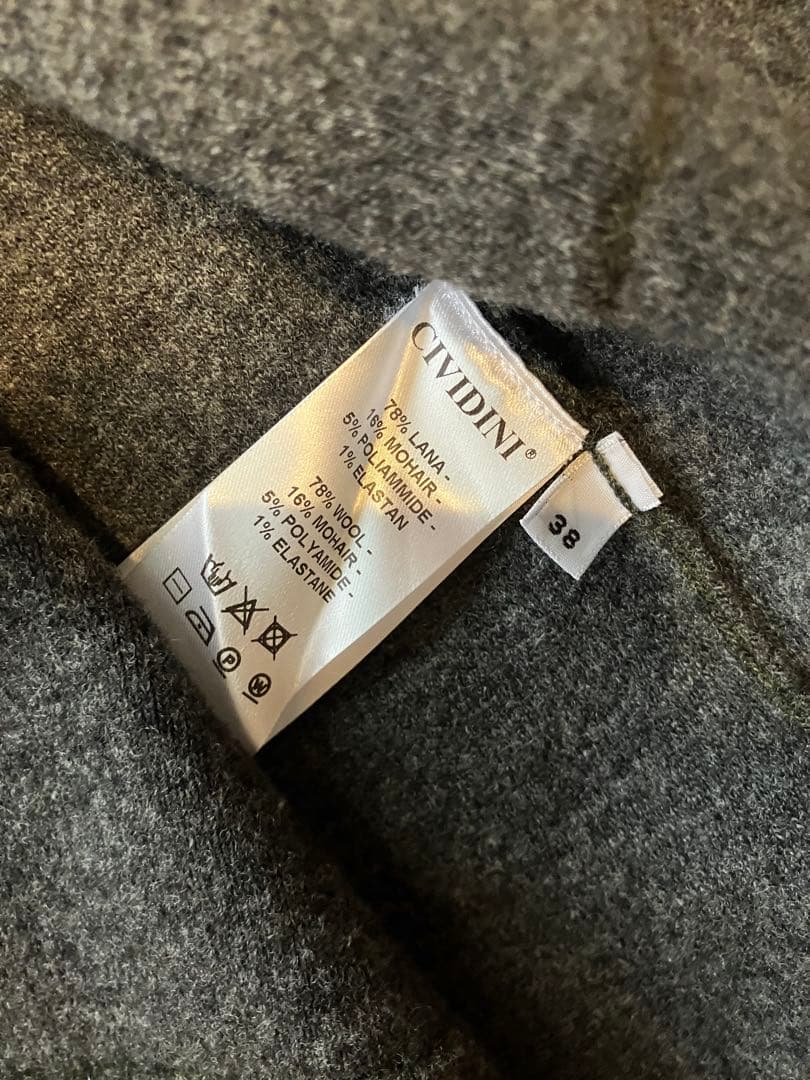 CIVIDINI®
78% LANA -
16% MOHAIR -
5% POLIAMMIDE -
1% ELASTAN
78% WOOL -
16% MOHAIR -
5% POLYAMIDE -
1% ELASTANE
P
W
38